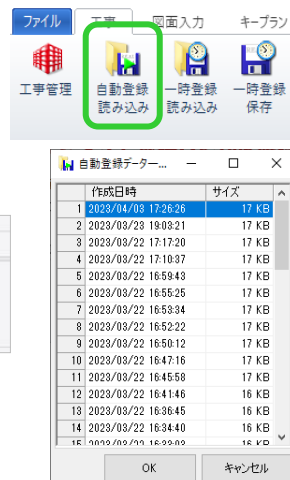 ファイル 工事 図面入力 キープラン
工事管理 自動登録 読み込み 一時登録 読み込み 一時登録 保存
自動登録データー...
作成日時 サイズ
1 2023/04/03 17:26:26 17 KB
2 2023/03/23 19:03:21 17 KB
3 2023/03/22 17:17:20 17 KB
4 2023/03/22 17:10:37 17 KB
5 2023/03/22 16:59:43 17 KB
6 2023/03/22 16:55:25 17 KB
7 2023/03/22 16:53:34 17 KB
8 2023/03/22 16:52:22 17 KB
9 2023/03/22 16:50:12 17 KB
10 2023/03/22 16:47:16 17 KB
11 2023/03/22 16:45:58 17 KB
12 2023/03/22 16:41:46 16 KB
13 2023/03/22 16:36:45 16 KB
14 2023/03/22 16:34:40 16 KB
15 2023/03/22 16:33:03 16 KB
OK キャンセル